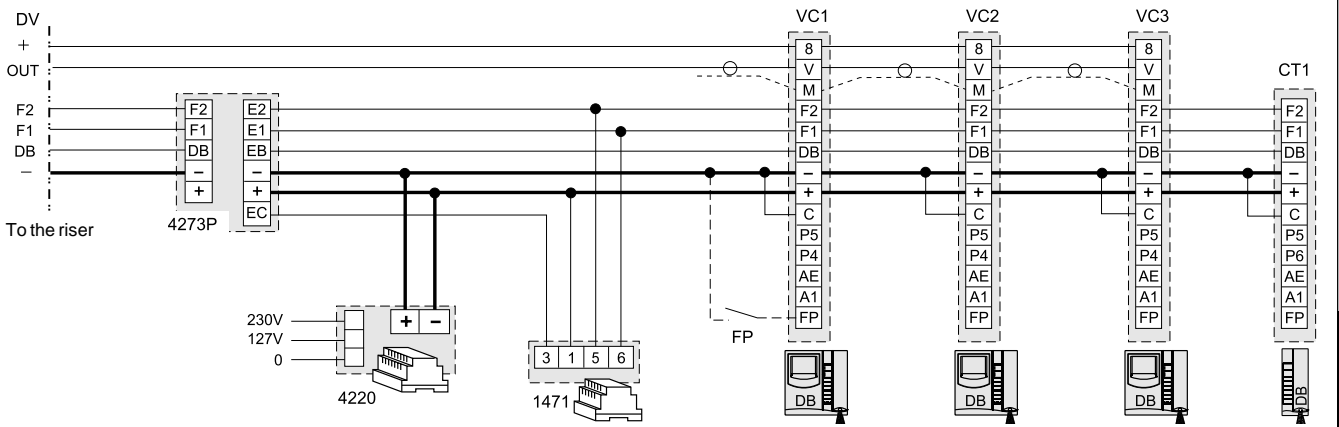 DV VC1 VC2 VC3
+ 8 8 8
OUT V V V CT1
M M M
F2 F2 E2 F2 F2 F2 F2
F1 F1 E1 F1 F1 F1 F1
DB DB EB DB DB DB DB
− − − − − − −
+ + + + + +
EC C C C C
To the riser 4273P
P5 P5 P5 P5
P4 P4 P4 P6
AE AE AE AE
A1 A1 A1 A1
230V + − FP FP FP FP FP
127V
0 3 1 5 6
4220 1471 DB DB DB DB